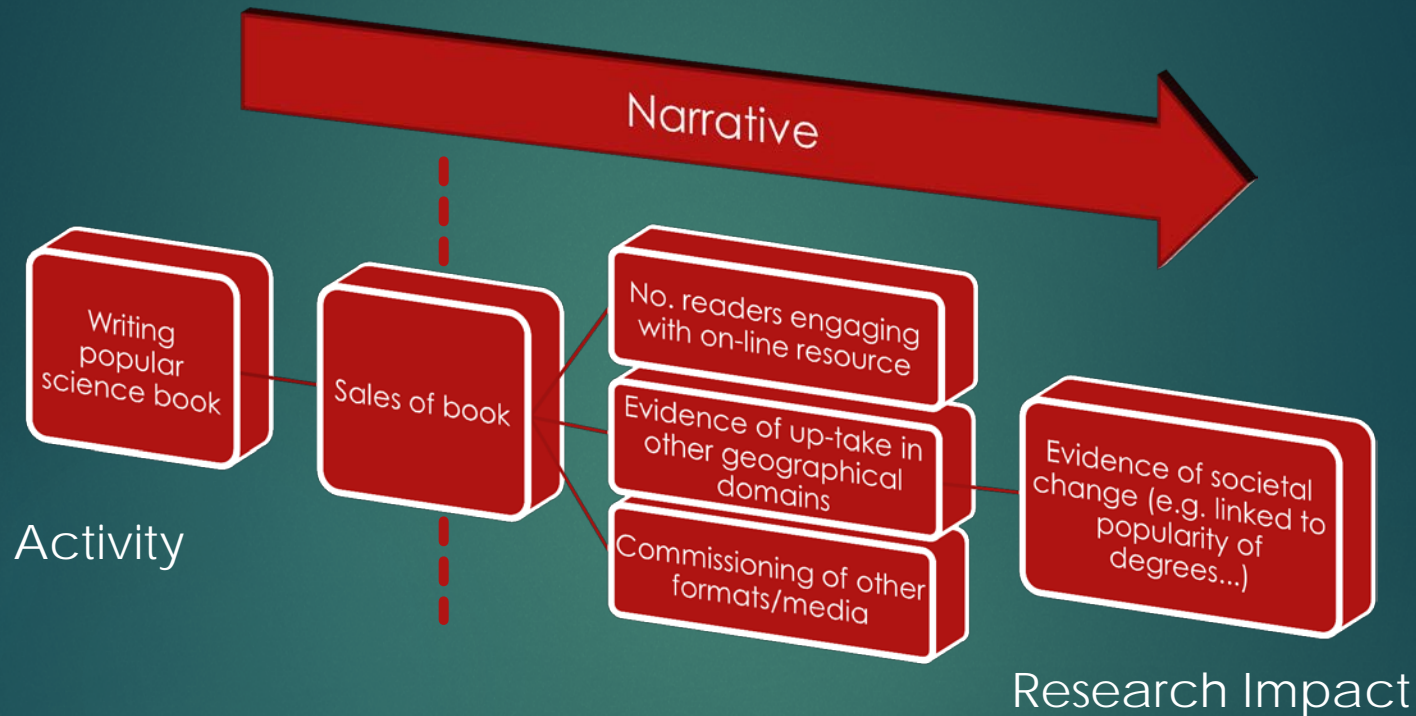 Narrative
Writing
popular
science book
Sales of book
No. readers engaging
with on-line resource
Evidence of up-take in
other geographical
domains
Commissioning of other
formats/media
Evidence of societal
change (e.g. linked to
popularity of
degrees...)
Activity
Research Impact